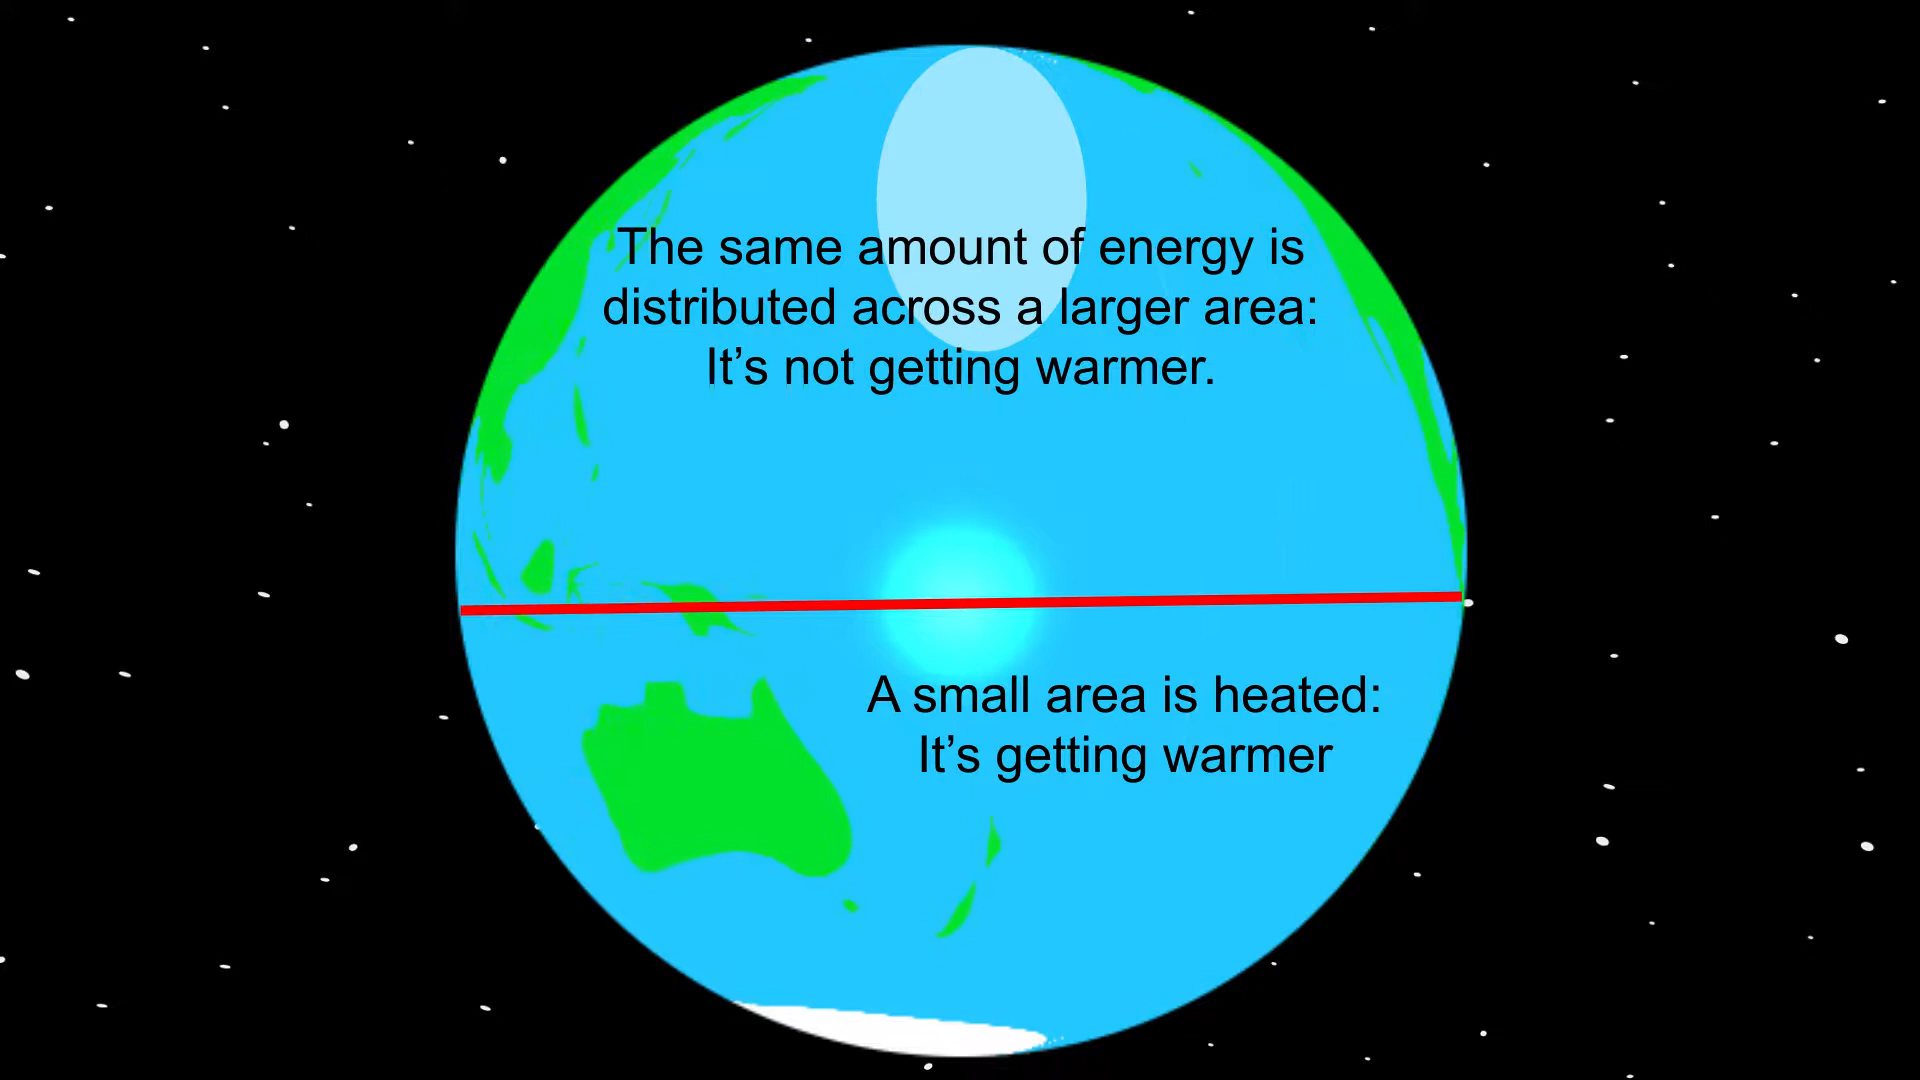 The same amount of energy is
distributed across a larger area:
It’s not getting warmer.
A small area is heated:
It’s getting warmer